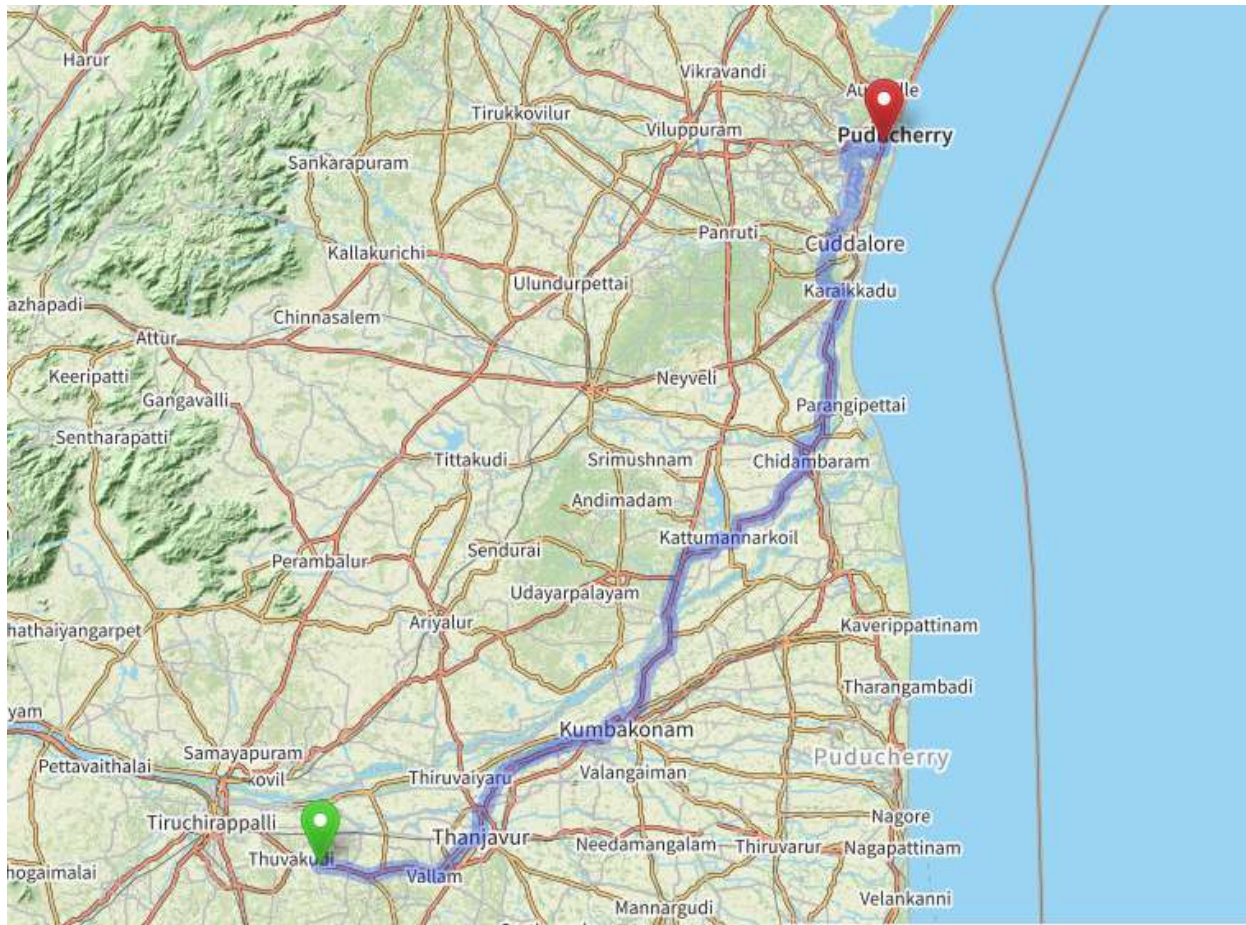 Harur
Vikravandi
Tirukkovilur
Viluppuram
Puducherry
Sankarapuram
Panruti
Cuddalore
Kallakurichi
Ulundurpettai
Karaikkadu
azhapadi
Chinnasalem
Attur
Keeripatti
Neyveli
Gangavalli
Parangipettai
Sentharapatti
Tittakudi
Srimushnam
Chidambaram
Andimadam
Kattumannarkoil
Sendurai
Perambalur
Udayarpalayam
Ariyalur
hathaiyangarpet
Kaverippattinam
Tharangambadi
yam
Kumbakonam
Samayapuram
Puducherry
Pettavaithalai
kovil
Thiruvaiyaru
Valangaiman
Tiruchirappalli
Nagore
Thanjavur
Needamangalam
Thiruvarur
Nagapattinam
hogaimalai
Vallam
Velankanni
Mannargudi